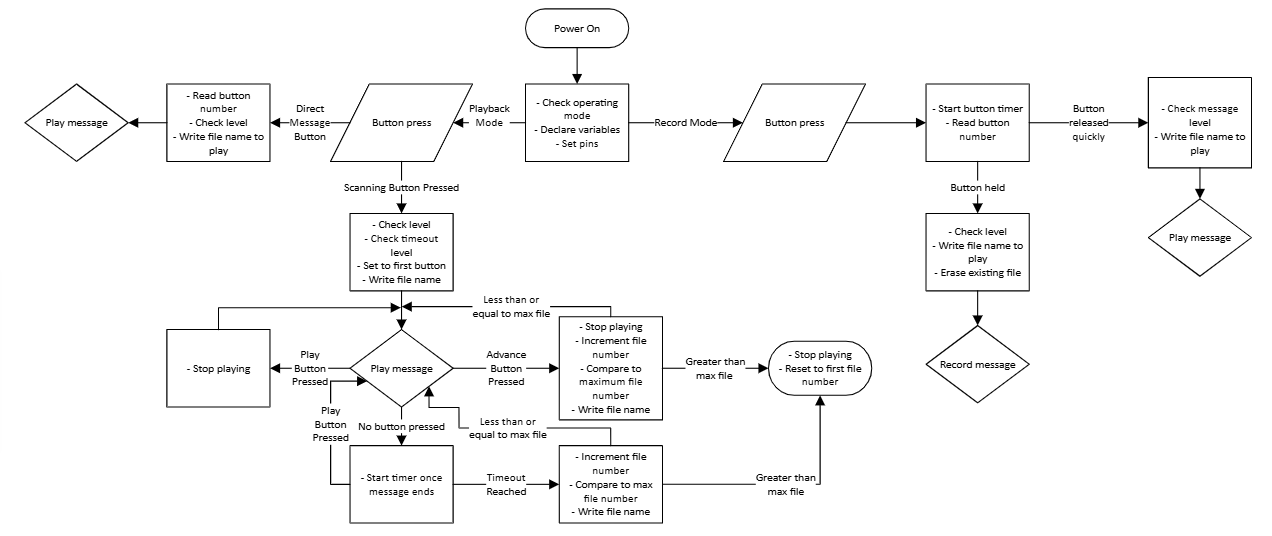 Power On
Play message
- Read button
number
- Check level
- Write file name to
play
Direct
Message
Button
Button press
Playback
Mode
- Check operating
mode
- Declare variables
- Set pins
Record Mode
Button press
- Start button timer
- Read button
number
Button
released
quickly
- Check message
level
- Write file name to
play
Scanning Button Pressed
Button held
Play message
- Check level
- Check timeout
level
- Set to first button
- Write file name
- Check level
- Write file name to
play
- Erase existing file
Less than or
equal to max file
- Stop playing
Play
Button
Pressed
Play message
Advance
Button
Pressed
- Stop playing
- Increment file
number
- Compare to
maximum file
number
- Write file name
Greater than
max file
- Stop playing
- Reset to first file
number
Record message
Play
Button
Pressed
No button pressed
Less than or
equal to max file
- Start timer once
message ends
Timeout
Reached
- Increment file
number
- Compare to max
file number
- Write file name
Greater than
max file